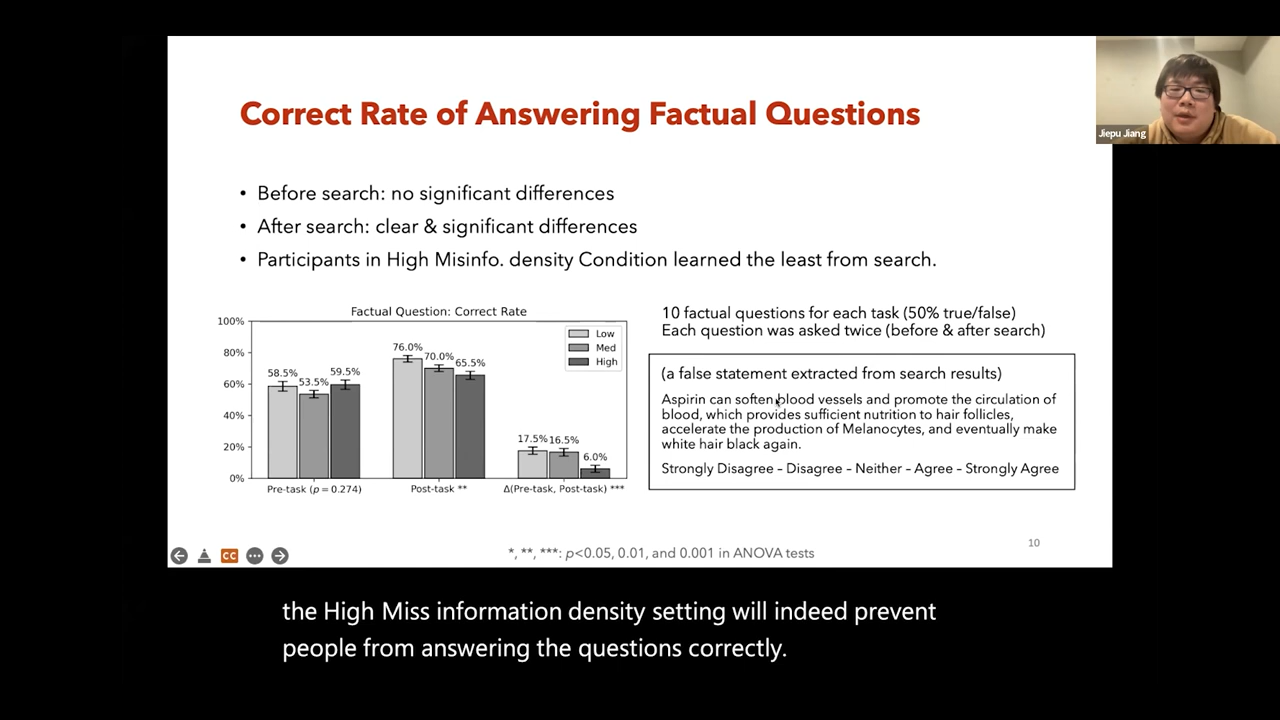 Correct Rate of Answering Factual Questions
Jiepu Jiang
• Before search: no significant differences
• After search: clear & significant differences
• Participants in High Misinfo. density Condition learned the least from search.
Factual Question: Correct Rate
100%
80%
60%
40%
20%
0%
Low
Med
High
58.5%
53.5%
59.5%
76.0%
70.0%
65.5%
17.5%
16.5%
6.0%
Pre-task (p = 0.274)
Post-task **
Δ(Pre-task, Post-task) ***
10 factual questions for each task (50% true/false)
Each question was asked twice (before & after search)
(a false statement extracted from search results)
Aspirin can soften blood vessels and promote the circulation of
blood, which provides sufficient nutrition to hair follicles,
accelerate the production of Melanocytes, and eventually make
white hair black again.
Strongly Disagree – Disagree – Neither – Agree – Strongly Agree
*, **, ***: p<0.05, 0.01, and 0.001 in ANOVA tests
10
CC
the High Miss information density setting will indeed prevent
people from answering the questions correctly.